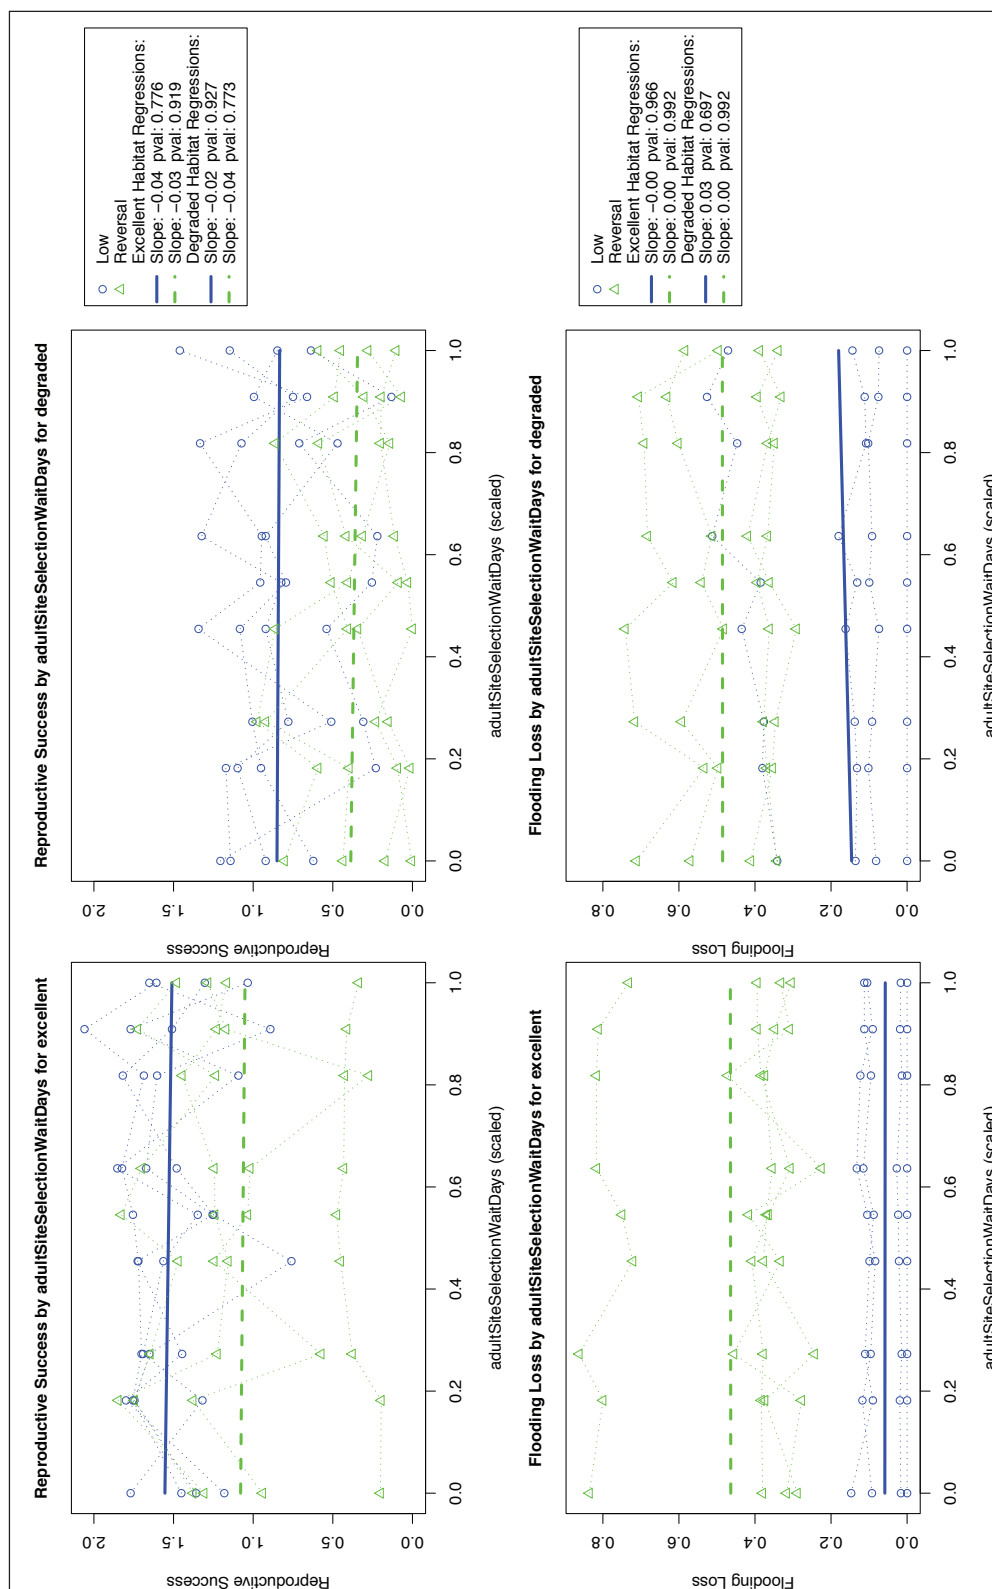 Reproductive Success by adultSiteSelectionWaitDays for excellent
Reproductive Success
0.0 0.5 1.0 1.5 2.0
0.0 0.2 0.4 0.6 0.8 1.0
adultSiteSelectionWaitDays (scaled)
Reproductive Success by adultSiteSelectionWaitDays for degraded
Reproductive Success
0.0 0.5 1.0 1.5 2.0
0.0 0.2 0.4 0.6 0.8 1.0
adultSiteSelectionWaitDays (scaled)
Low
Reversal
Excellent Habitat Regressions:
Slope: −0.04 pval: 0.776
Slope: −0.03 pval: 0.919
Degraded Habitat Regressions:
Slope: −0.02 pval: 0.927
Slope: −0.04 pval: 0.773
Flooding Loss by adultSiteSelectionWaitDays for excellent
Flooding Loss
0.0 0.2 0.4 0.6 0.8
0.0 0.2 0.4 0.6 0.8 1.0
adultSiteSelectionWaitDays (scaled)
Flooding Loss by adultSiteSelectionWaitDays for degraded
Flooding Loss
0.0 0.2 0.4 0.6 0.8
0.0 0.2 0.4 0.6 0.8 1.0
adultSiteSelectionWaitDays (scaled)
Low
Reversal
Excellent Habitat Regressions:
Slope: −0.00 pval: 0.966
Slope: 0.00 pval: 0.992
Degraded Habitat Regressions:
Slope: 0.03 pval: 0.697
Slope: 0.00 pval: 0.992